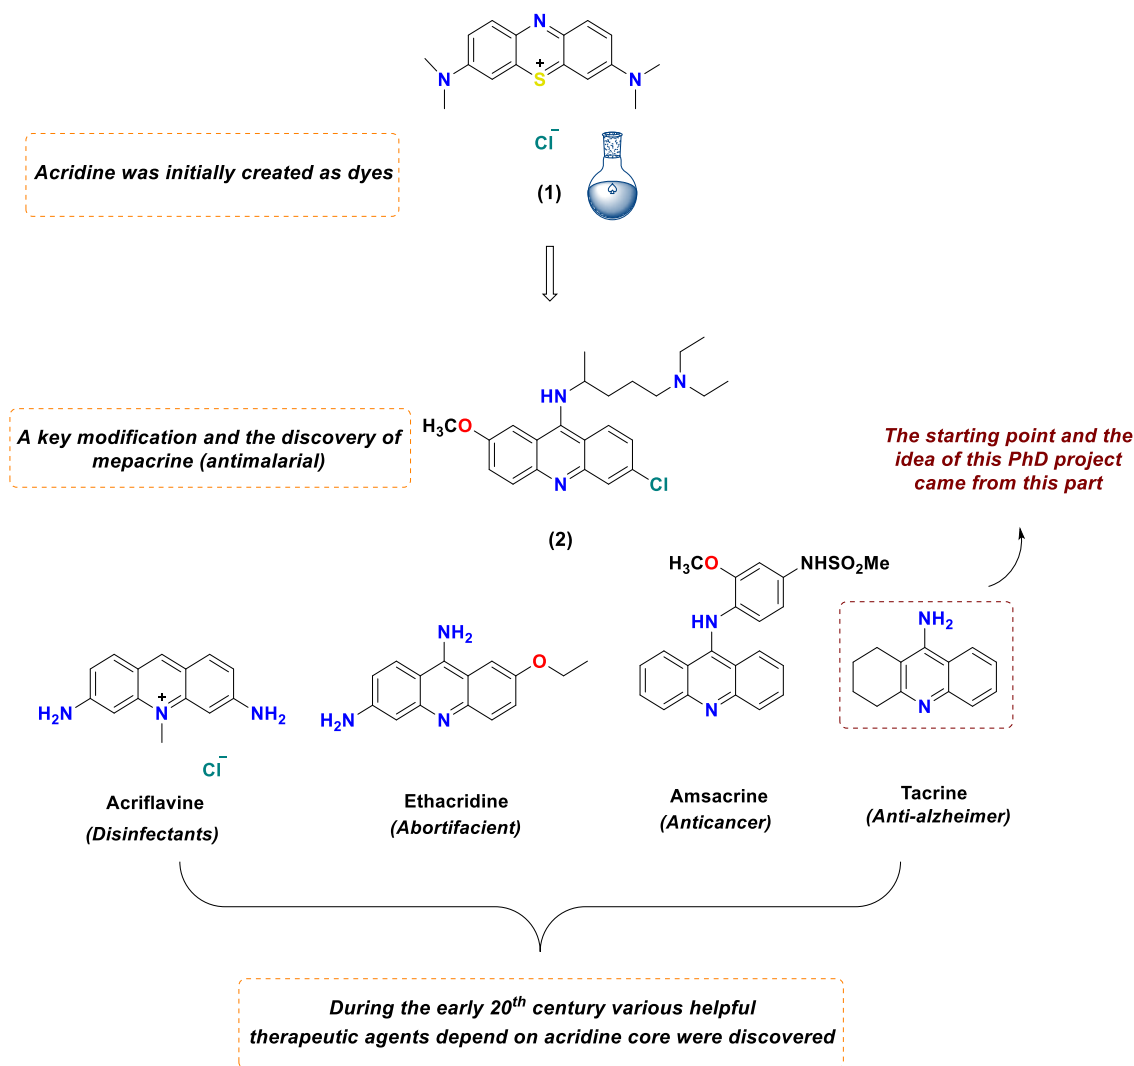 N
+
N
S
N
Cl−
Acridine was initially created as dyes
(1)
N
HN
H3CO
A key modification and the discovery of
mepacrine (antimalarial)
N
Cl
(2)
The starting point and the
idea of this PhD project
came from this part
H3CO
NHSO2Me
HN
N
NH2
N
NH2
O
H2N
N
H2N
+
N
NH2
Cl−
Acriflavine
(Disinfectants)
Ethacridine
(Abortifacient)
Amsacrine
(Anticancer)
Tacrine
(Anti-alzheimer)
During the early 20th century various helpful
therapeutic agents depend on acridine core were discovered